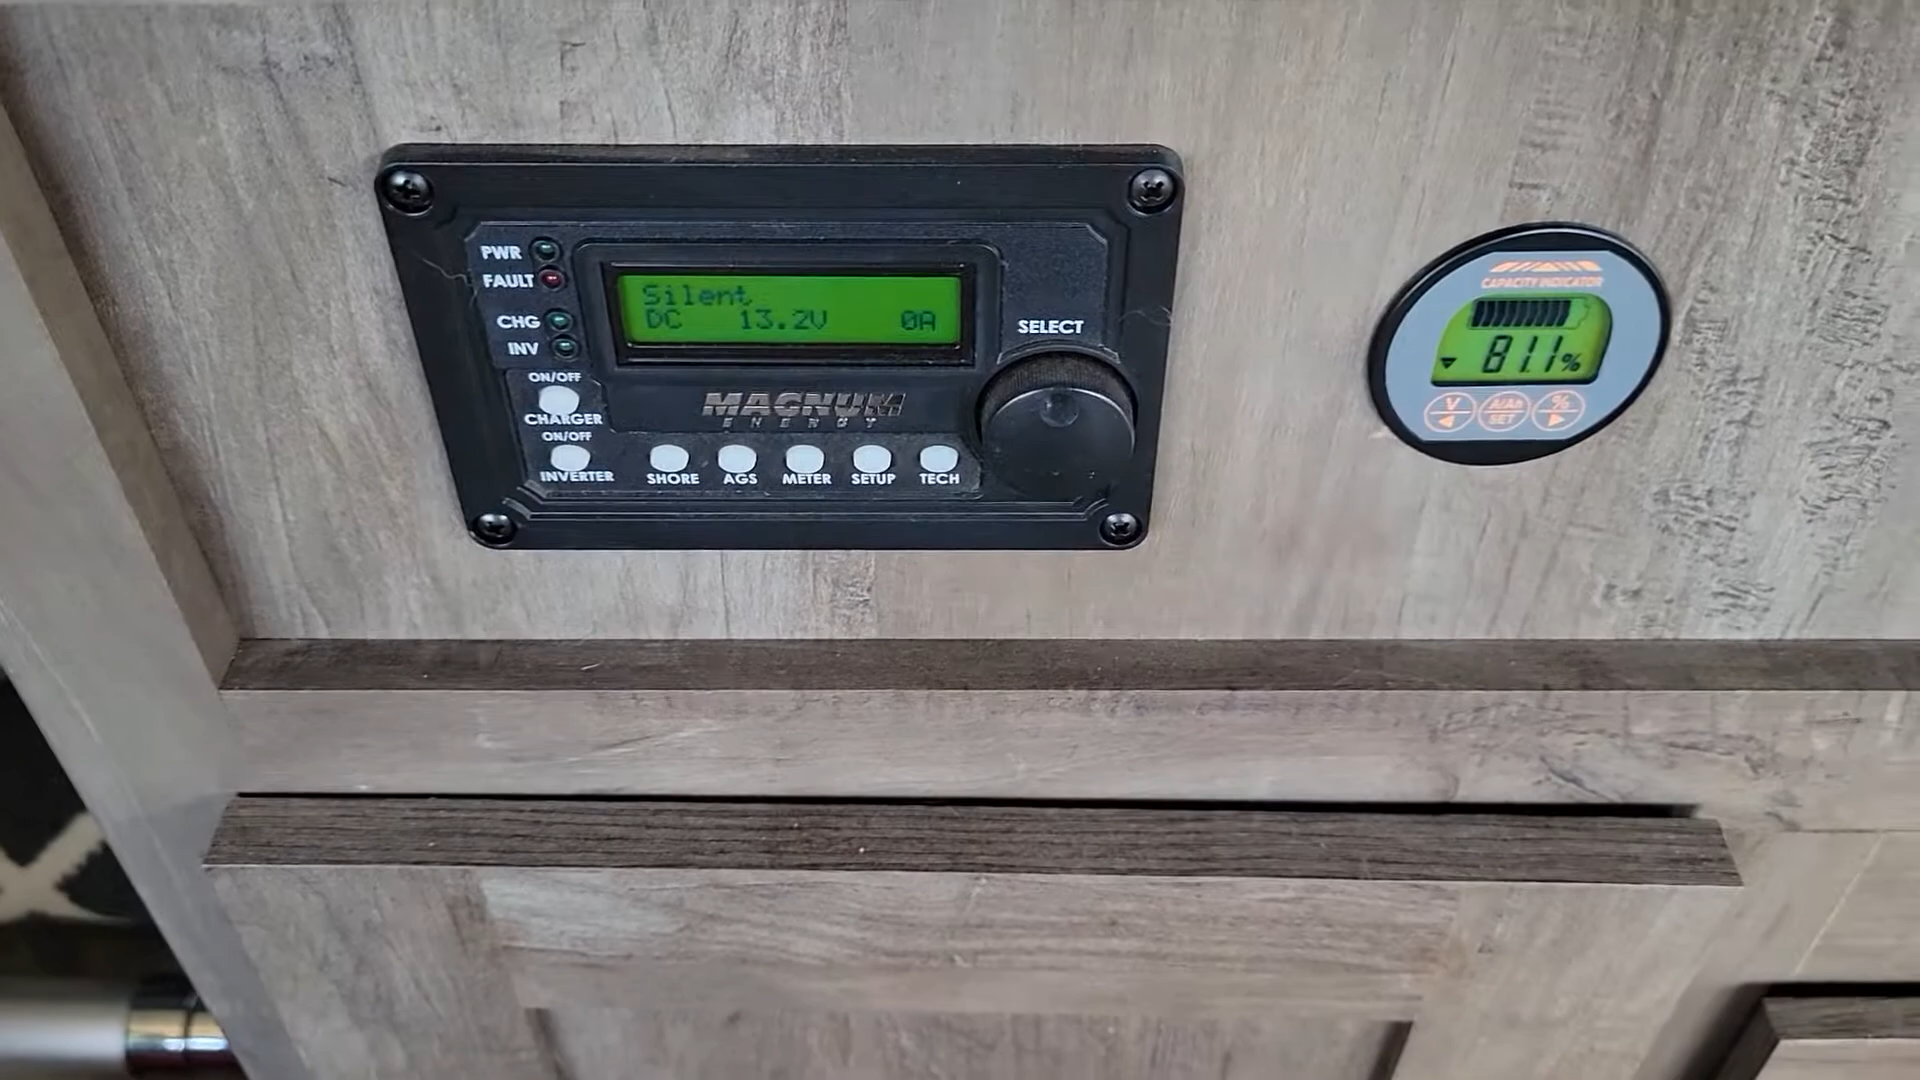 PWR
FAULT
CHG
INV
ON/OFF
CHARGER
ON/OFF
INVERTER
Silent
DC 13.2V 0A
MAGNUM
ENERGY
SELECT
SHORE AGS METER SETUP TECH
CAPACITY INDICATOR
81.1%
V A/Ah %
SET